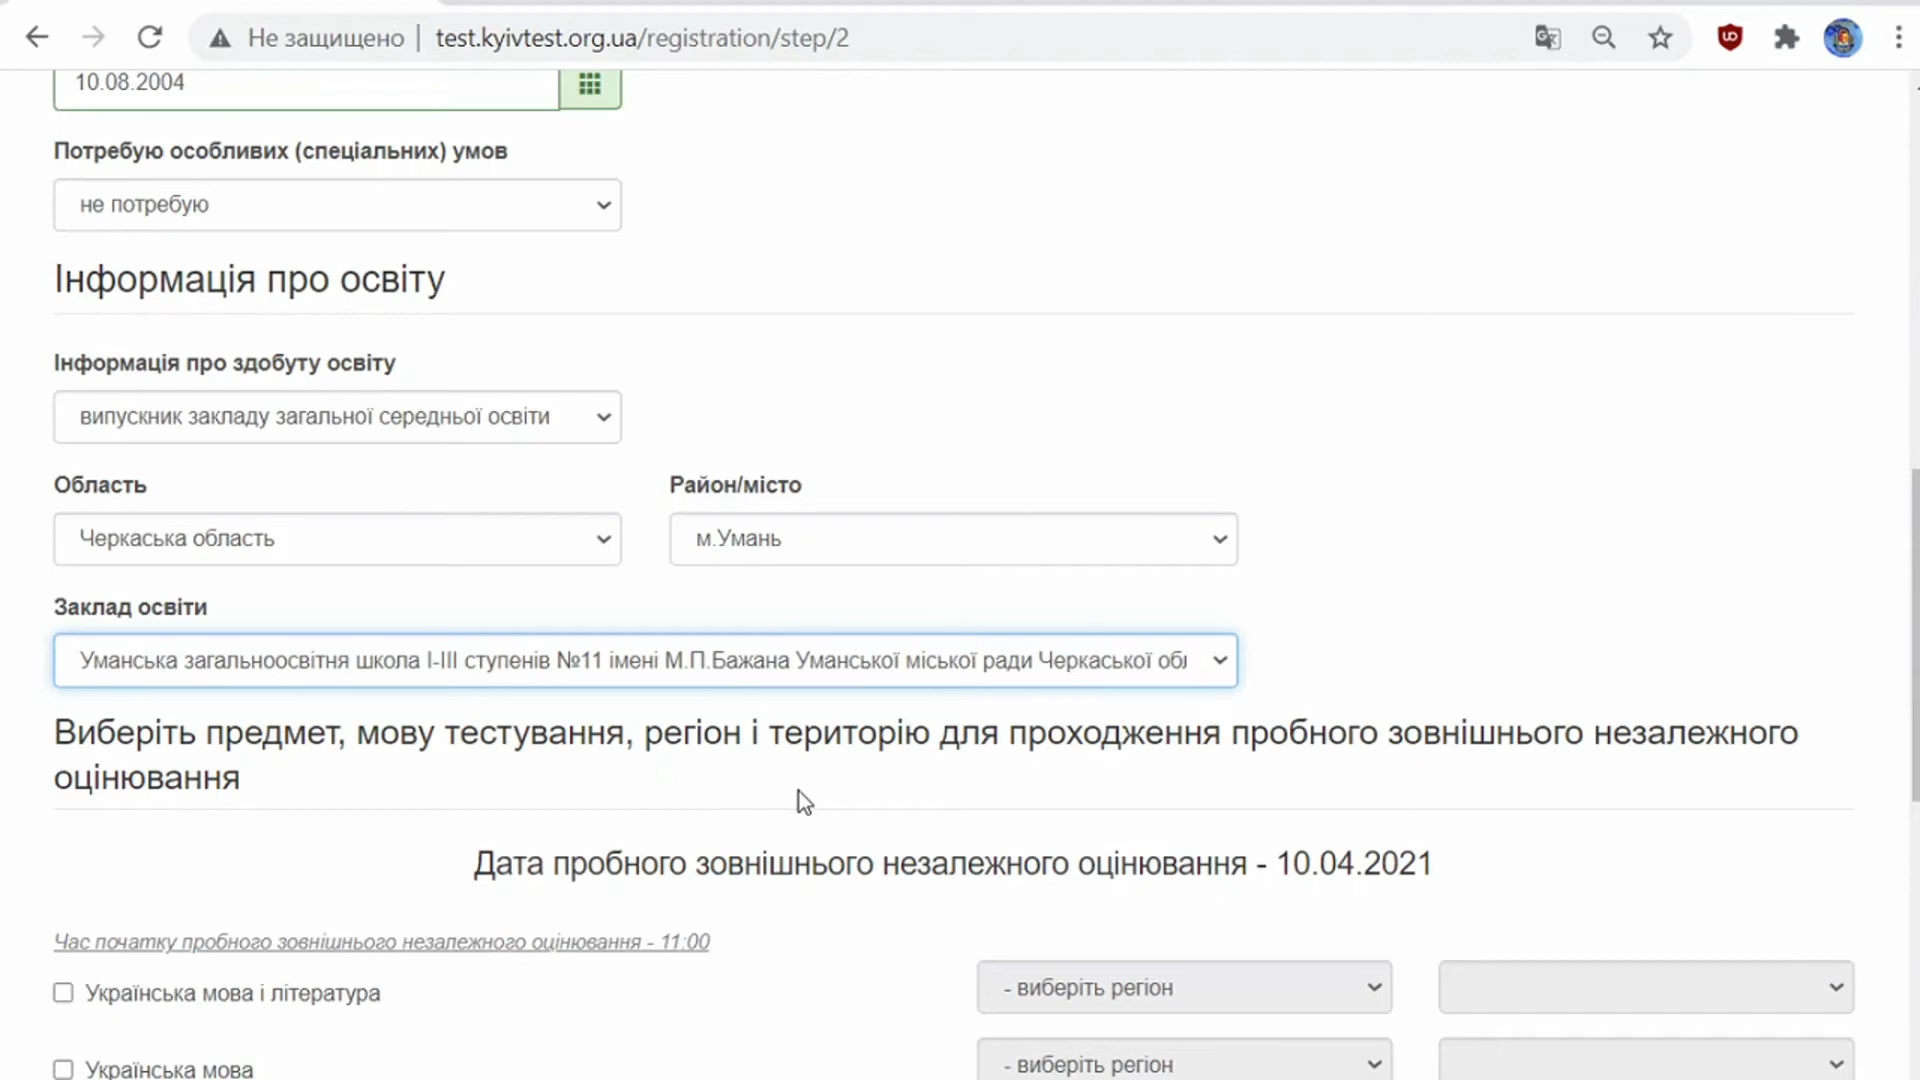 Не защищено
test.kyivtest.org.ua/registration/step/2
10.08.2004
Потребую особливих (спеціальних) умов
не потребую
Інформація про освіту
Інформація про здобуту освіту
випускник закладу загальної середньої освіти
Область
Район/місто
Черкаська область
м.Умань
Заклад освіти
Уманська загальноосвітня школа І-ІІІ ступенів №11 імені М.П.Бажана Уманської міської ради Черкаської
Виберіть предмет, мову тестування, регіон і територію для проходження пробного зовнішнього незалежного
оцінювання
Дата пробного зовнішнього незалежного оцінювання - 10.04.2021
Час початку пробного зовнішнього незалежного оцінювання - 11:00
Українська мова і література
- виберіть регіон
Українська мова
- виберіть регіон